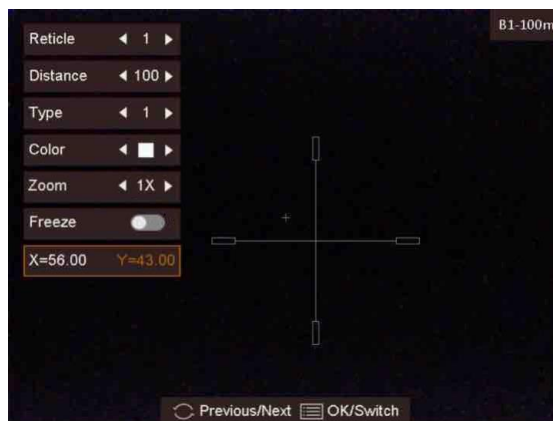 B1-100m
Reticle 1
Distance 100
Type 1
Color
Zoom 1X
Freeze
X=56.00 Y=43.00
Previous/Next OK/Switch